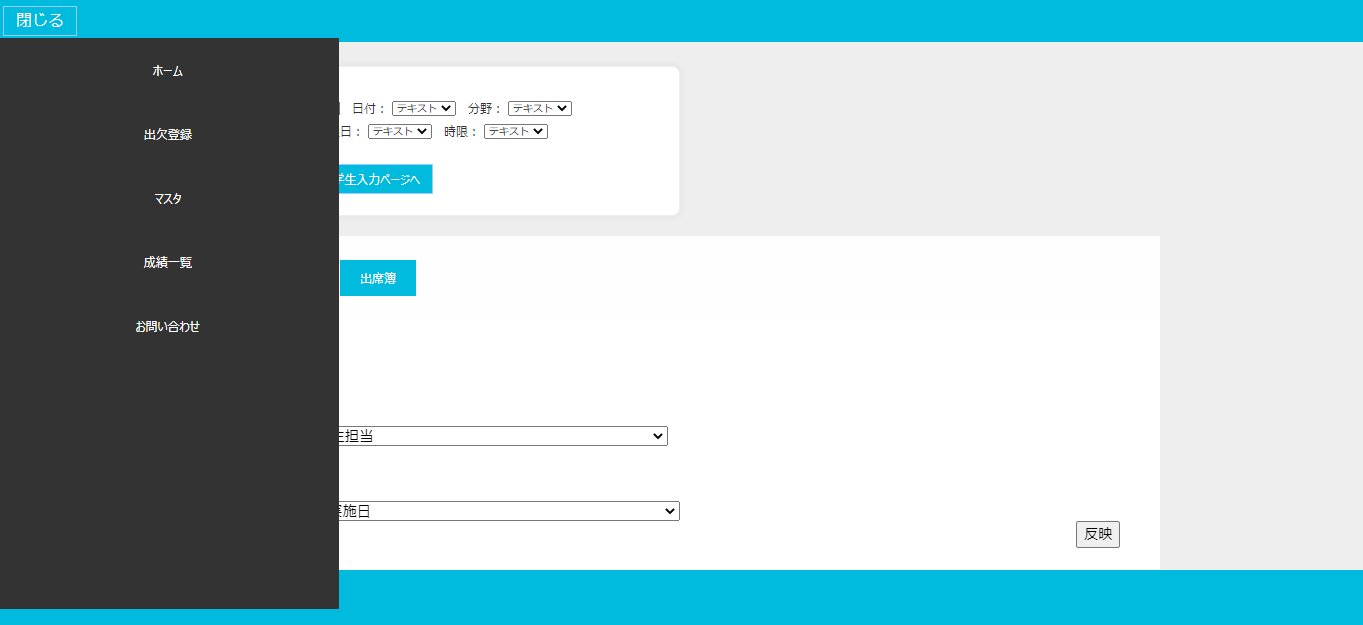 閉じる
ホーム
出欠登録
マスタ
成績一覧
お問い合わせ
日付： テキスト 分野： テキスト
日： テキスト 時限： テキスト
学生入力ページへ
出席簿
担当
実施日
反映